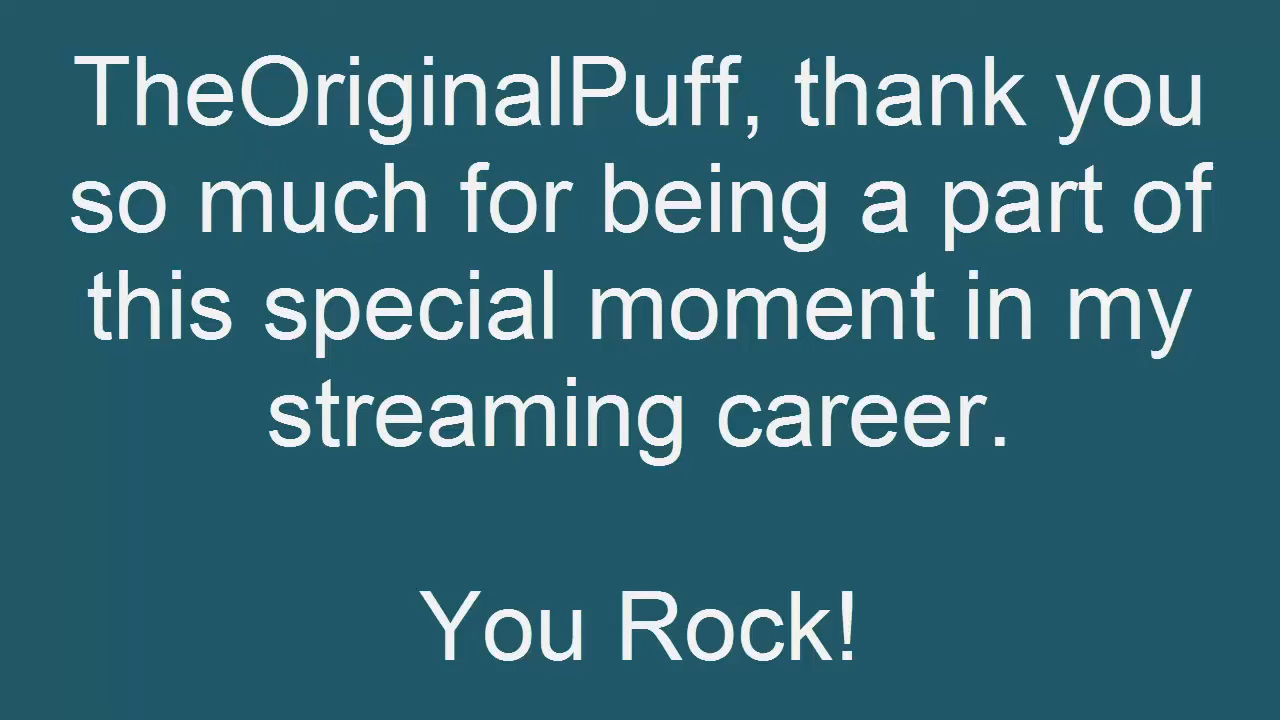 TheOriginalPuff, thank you
so much for being a part of
this special moment in my
streaming career.
You Rock!